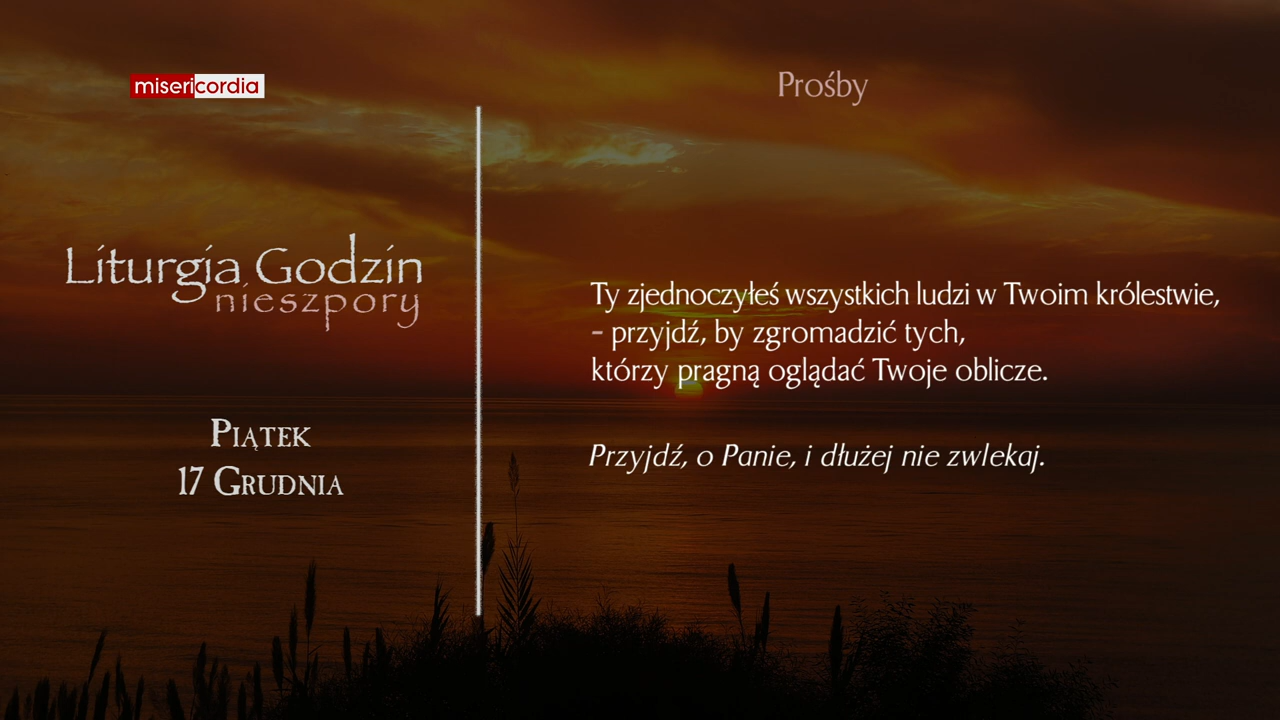 misericordia
Prośby
Liturgia Godzin
nieszpory
Piątek
17 Grudnia
Ty zjednoczyłeś wszystkich ludzi w Twoim królestwie,
- przyjdź, by zgromadzić tych,
którzy pragną oglądać Twoje oblicze.
Przyjdź, o Panie, i dłużej nie zwlekaj.